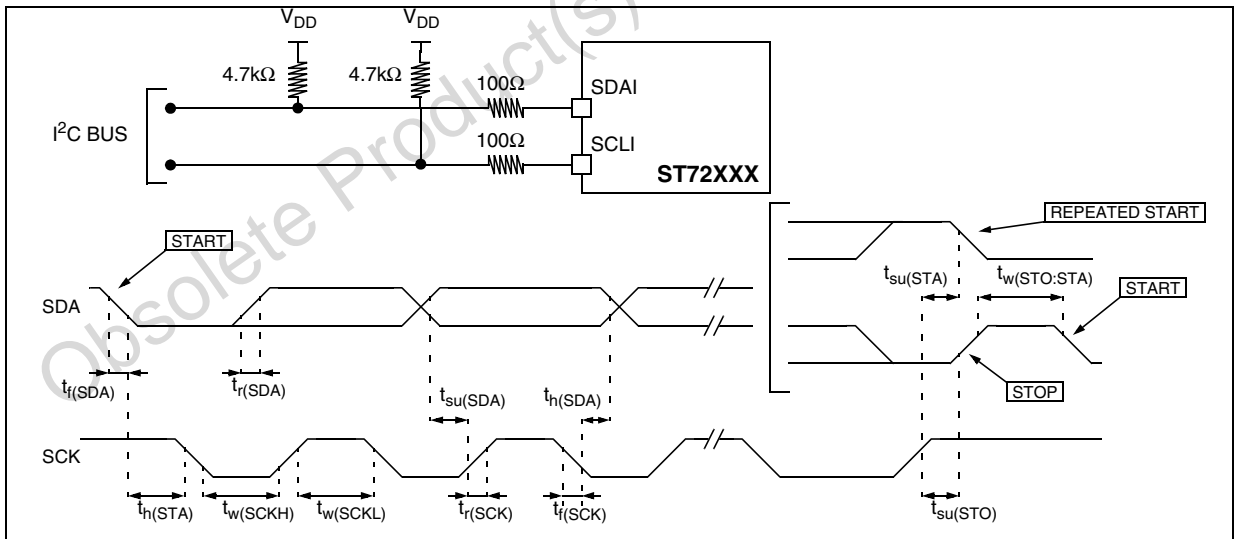 V_DD V_DD
4.7kΩ 4.7kΩ
100Ω
SDAI
I²C BUS
100Ω
SCLI
ST72XXX
Obsolete Product(s)
REPEATED START
START
t_su(STA) t_w(STO:STA)
START
SDA
t_f(SDA) t_r(SDA)
t_su(SDA) t_h(SDA)
STOP
SCK
t_h(STA) t_w(SCKH) t_w(SCKL) t_r(SCK) t_f(SCK) t_su(STO)